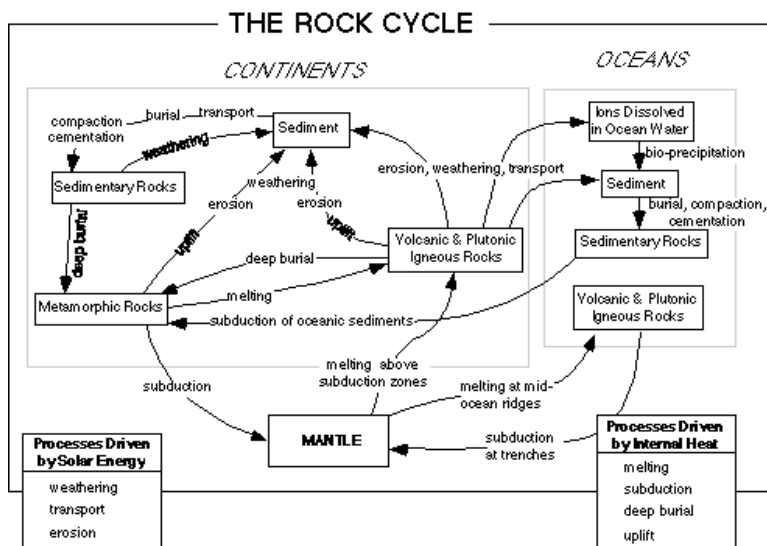 THE ROCK CYCLE
CONTINENTS
OCEANS
compaction
cementation
burial
transport
Sediment
weathering
Sedimentary Rocks
deep burial
weathering
erosion
uplift
erosion
uplift
erosion, weathering, transport
Volcanic & Plutonic
Igneous Rocks
deep burial
melting
Metamorphic Rocks
subduction of oceanic sediments
Ions Dissolved
in Ocean Water
bio-precipitation
Sediment
burial, compaction,
cementation
Sedimentary Rocks
Volcanic & Plutonic
Igneous Rocks
subduction
melting above
subduction zones
melting at mid-
ocean ridges
MANTLE
subduction
at trenches
Processes Driven
by Solar Energy
weathering
transport
erosion
Processes Driven
by Internal Heat
melting
subduction
deep burial
uplift